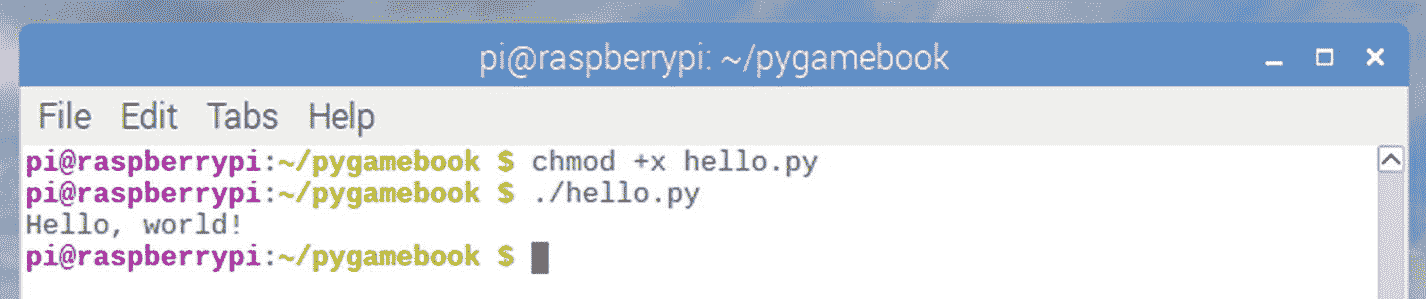 pi@raspberrypi: ~/pygamebook
File Edit Tabs Help
pi@raspberrypi:~/pygamebook $ chmod +x hello.py
pi@raspberrypi:~/pygamebook $ ./hello.py
Hello, world!
pi@raspberrypi:~/pygamebook $